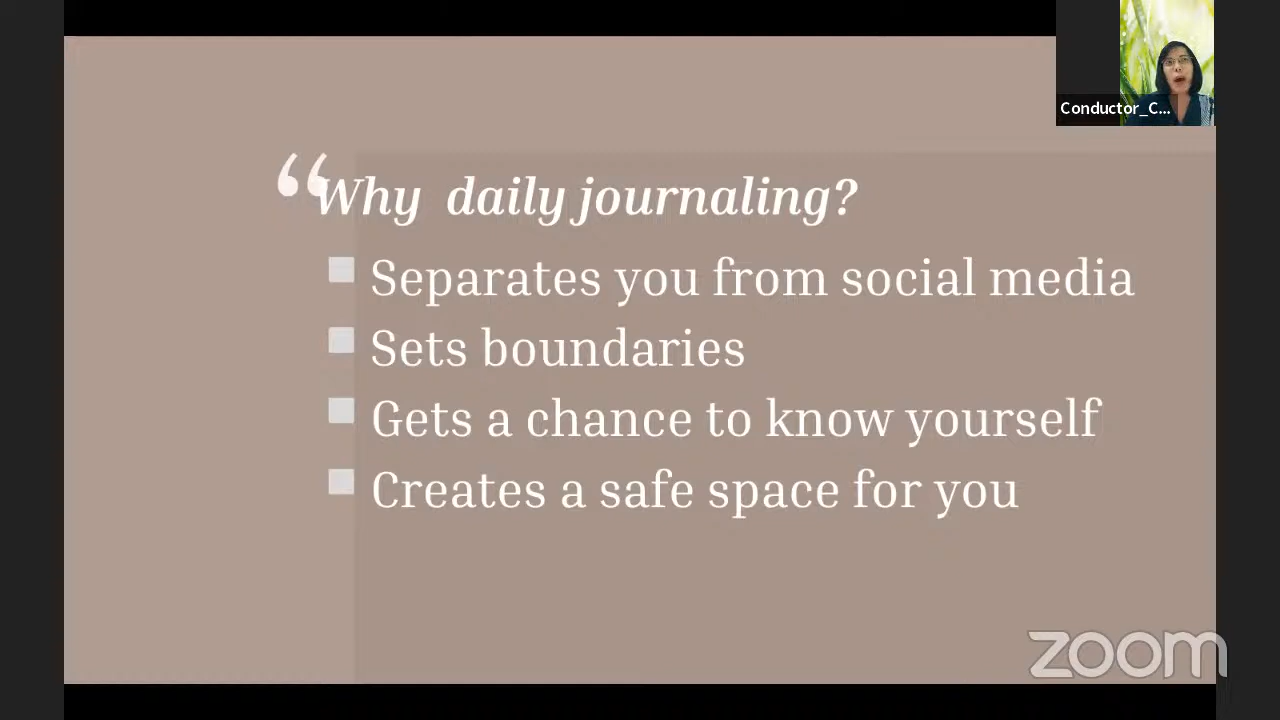 Conductor_C...
“Why daily journaling?
Separates you from social media
Sets boundaries
Gets a chance to know yourself
Creates a safe space for you
zoom